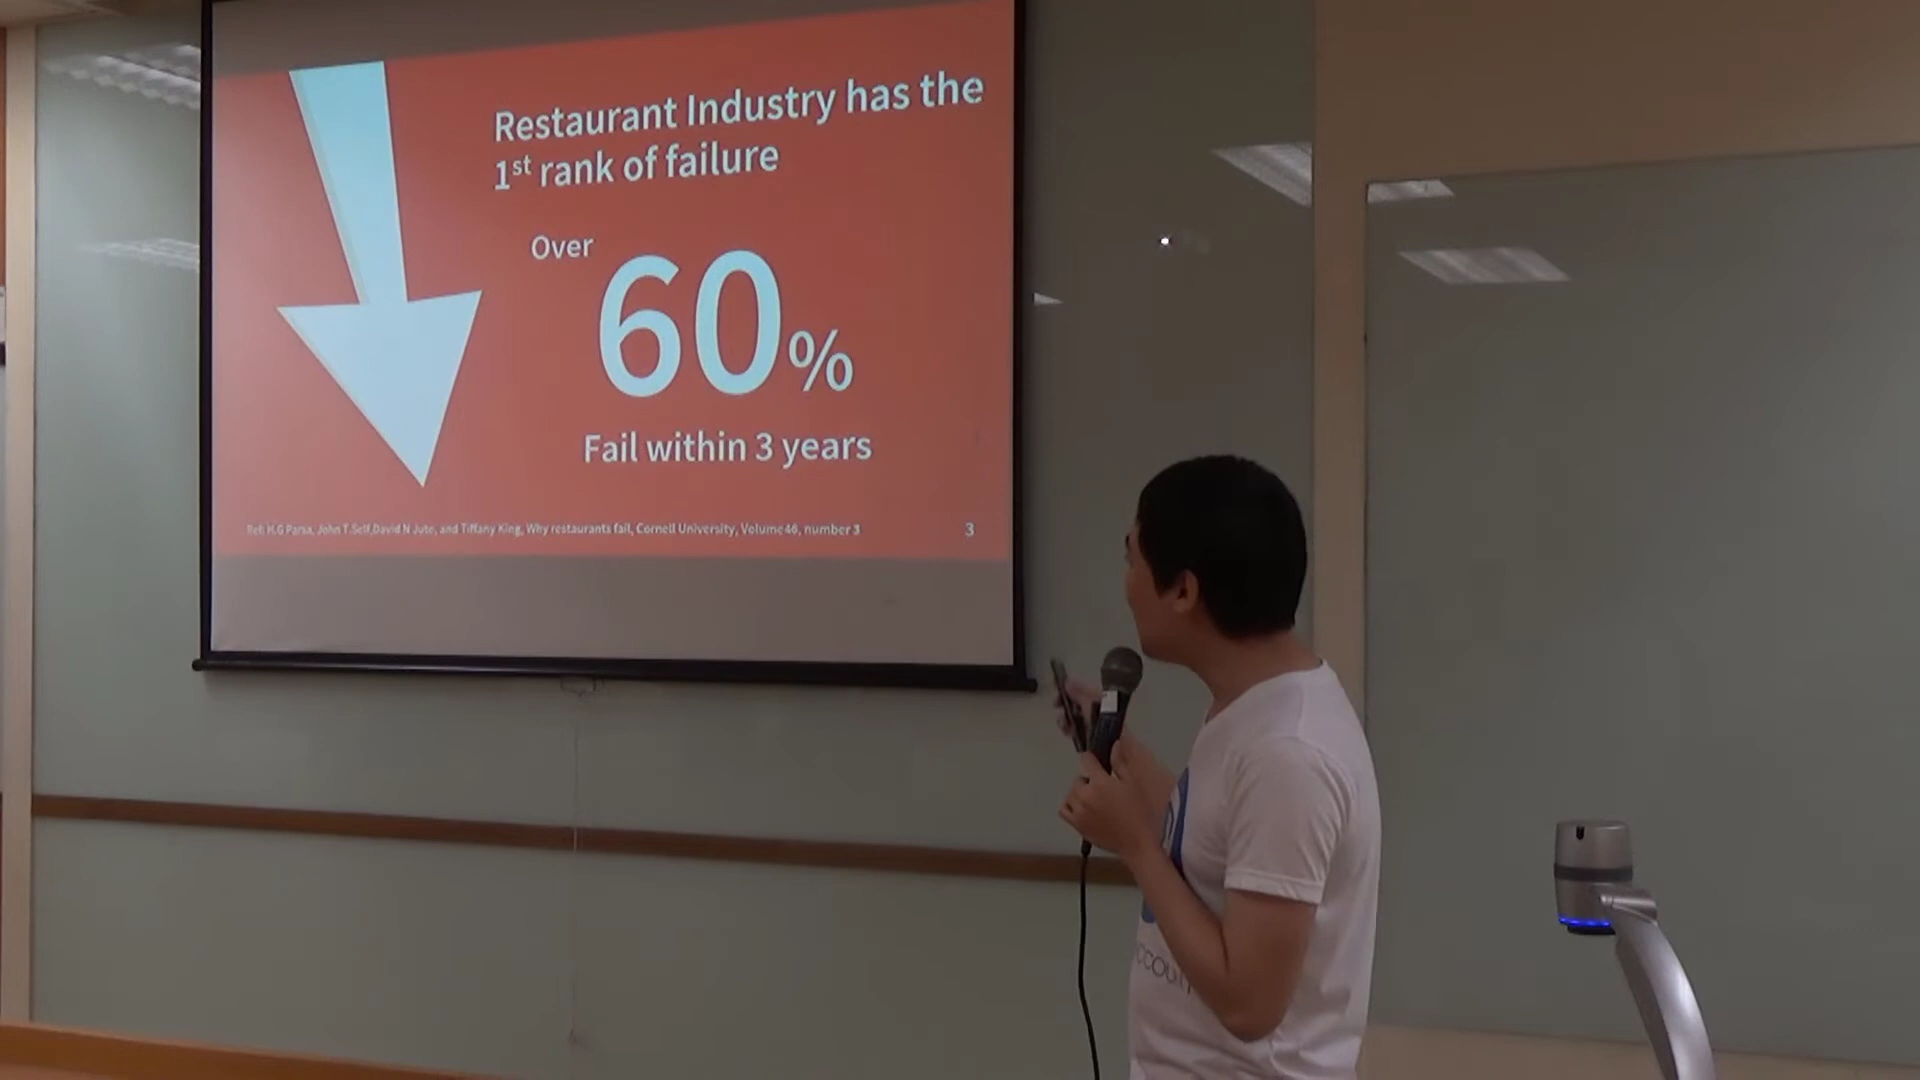 Restaurant Industry has the
1st rank of failure
Over
60%
Fail within 3 years
Ref: H.G Parsa, John T.Self,David N Jute, and Tiffany King, Why restaurants fail, Cornell University, Volume46, number 3
3